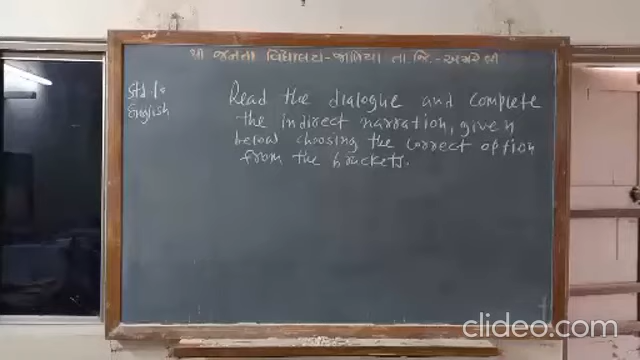 શ્રી જનતા વિદ્યાલય-જાળિયા તા.જિ.-અમરેલી
Std. 10
English
Read the dialogue and complete
the indirect narration, given
below choosing the correct option
from the brackets.
clideo.com